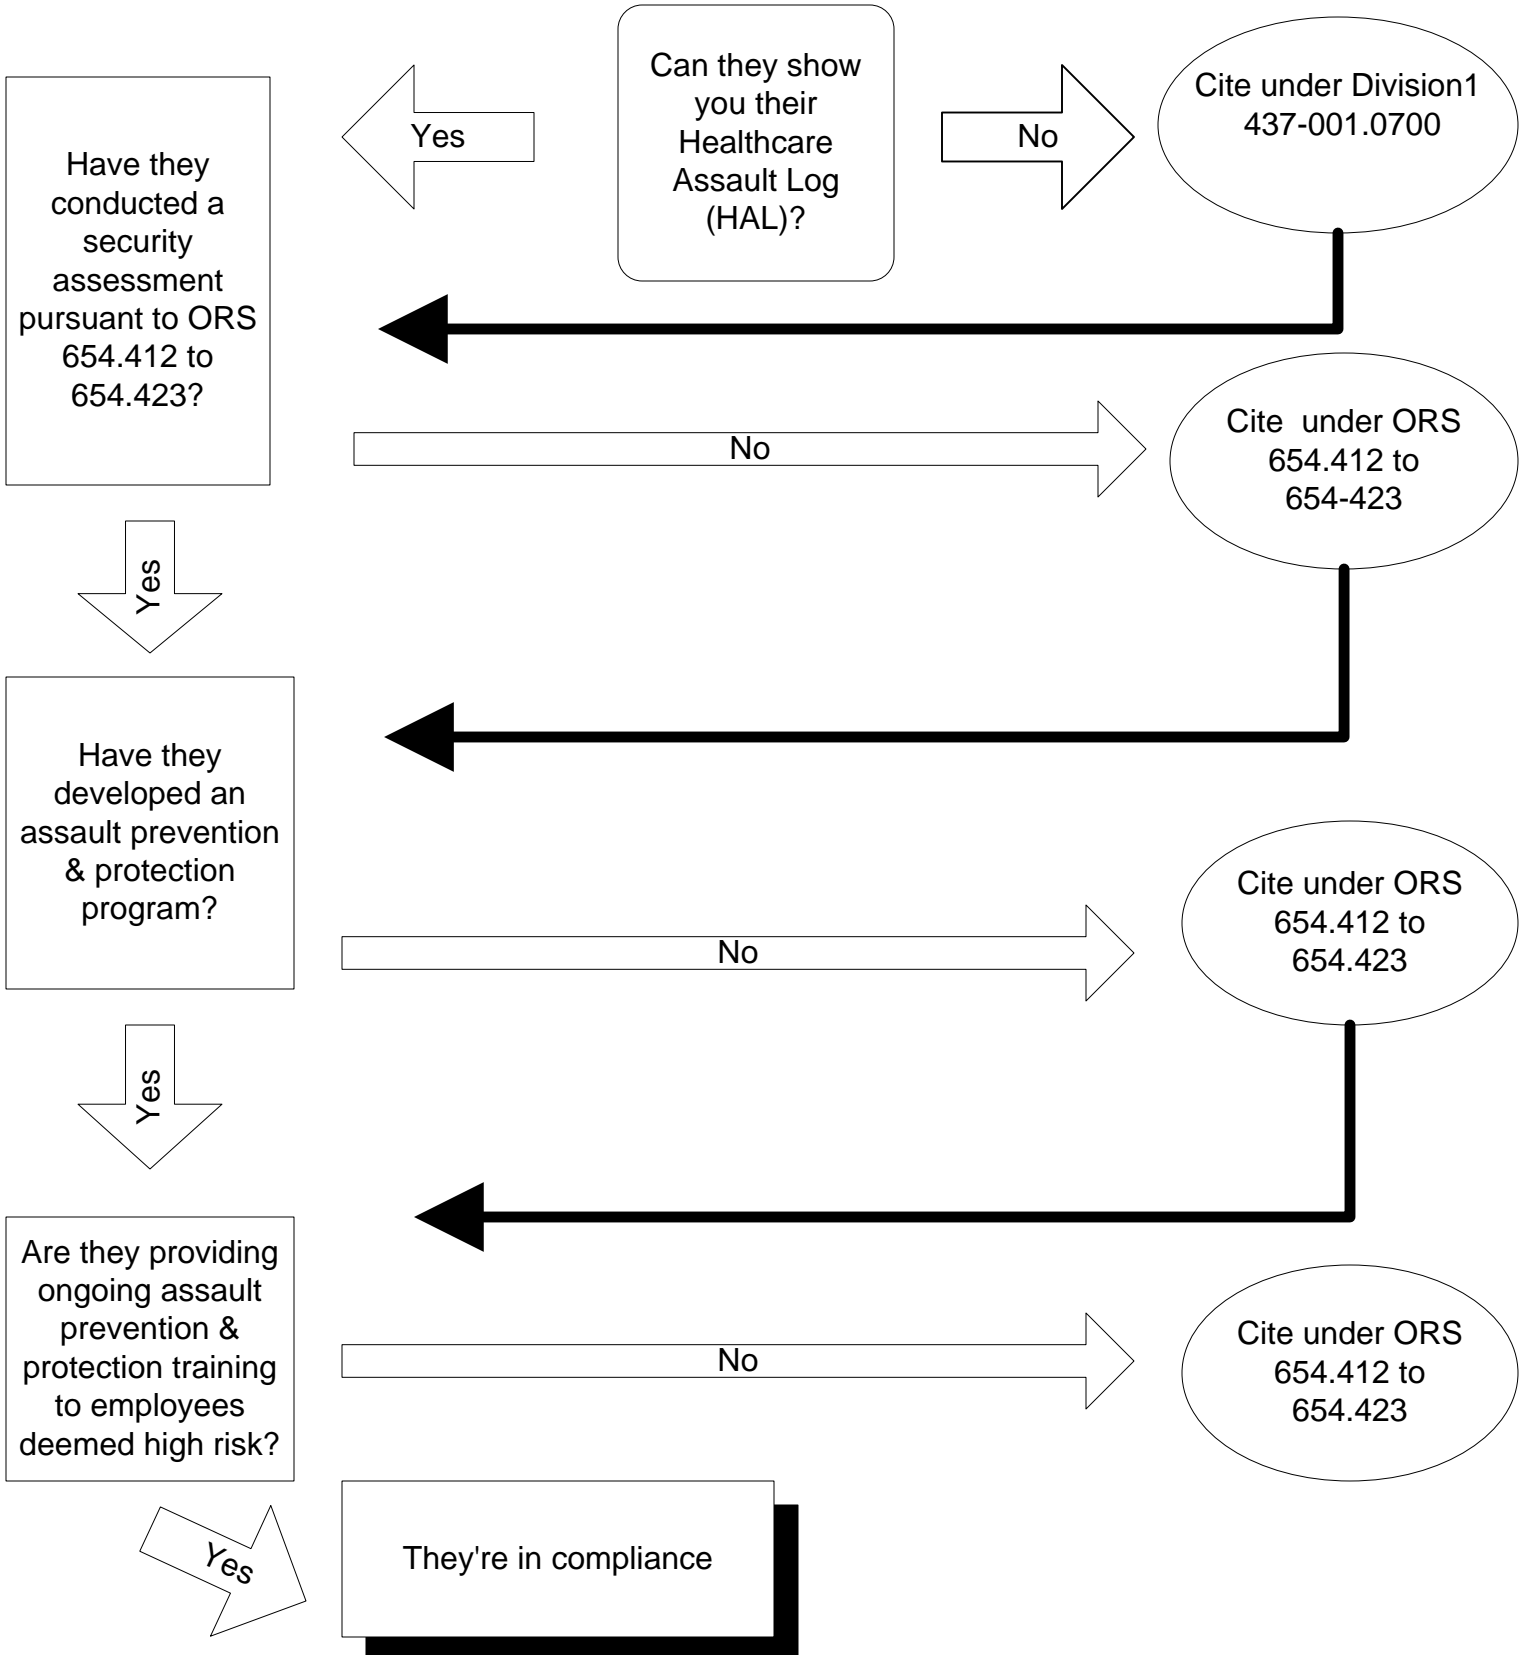 Can they show
you their
Healthcare
Assault Log
(HAL)?
Yes
No
Cite under Division1
437-001.0700
Have they
conducted a
security
assessment
pursuant to ORS
654.412 to
654.423?
No
Cite under ORS
654.412 to
654-423
Yes
Have they
developed an
assault prevention
& protection
program?
No
Cite under ORS
654.412 to
654.423
Yes
Are they providing
ongoing assault
prevention &
protection training
to employees
deemed high risk?
No
Cite under ORS
654.412 to
654.423
Yes
They're in compliance